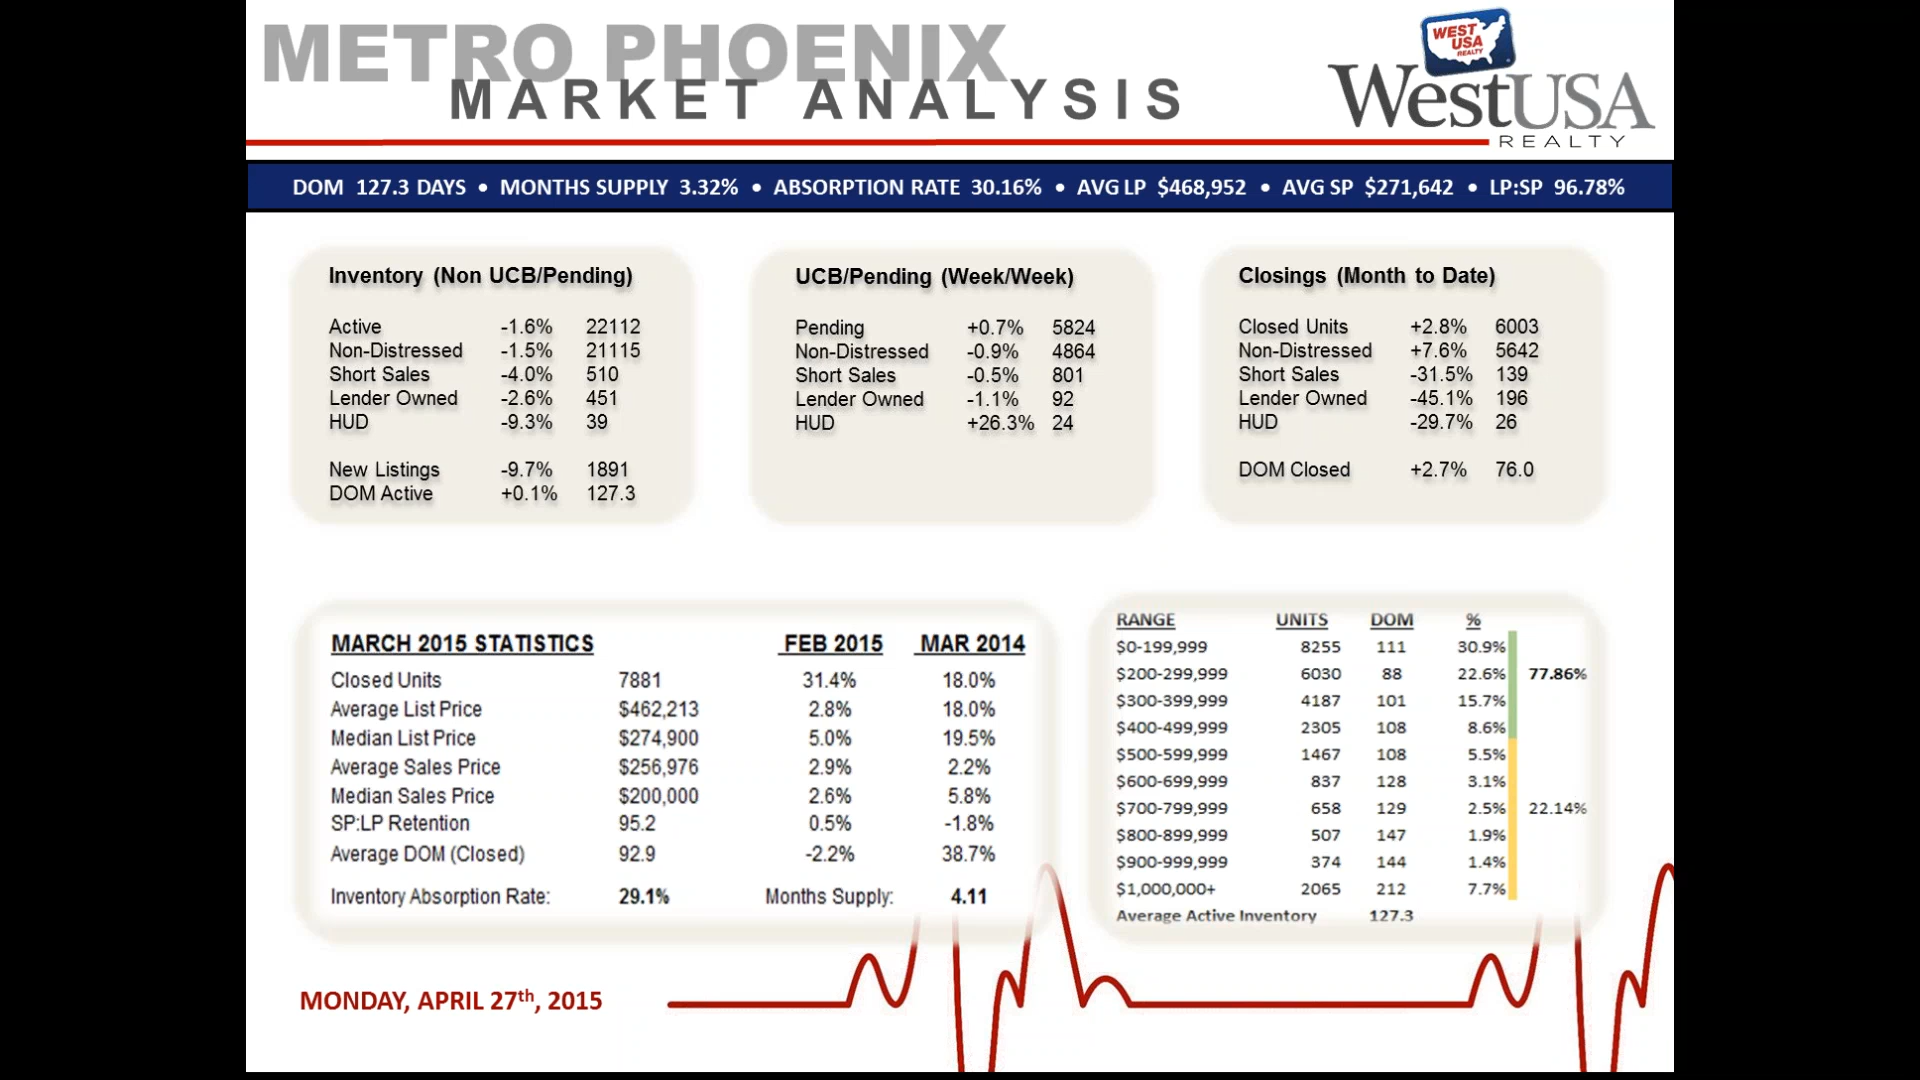 METRO PHOENIX
MARKET ANALYSIS
WEST
USA
REALTY
WestUSA
REALTY
DOM 127.3 DAYS • MONTHS SUPPLY 3.32% • ABSORPTION RATE 30.16% • AVG LP $468,952 • AVG SP $271,642 • LP:SP 96.78%
Inventory (Non UCB/Pending)
Active -1.6% 22112
Non-Distressed -1.5% 21115
Short Sales -4.0% 510
Lender Owned -2.6% 451
HUD -9.3% 39
New Listings -9.7% 1891
DOM Active +0.1% 127.3
UCB/Pending (Week/Week)
Pending +0.7% 5824
Non-Distressed -0.9% 4864
Short Sales -0.5% 801
Lender Owned -1.1% 92
HUD +26.3% 24
Closings (Month to Date)
Closed Units +2.8% 6003
Non-Distressed +7.6% 5642
Short Sales -31.5% 139
Lender Owned -45.1% 196
HUD -29.7% 26
DOM Closed +2.7% 76.0
MARCH 2015 STATISTICS FEB 2015 MAR 2014
Closed Units 7881 31.4% 18.0%
Average List Price $462,213 2.8% 18.0%
Median List Price $274,900 5.0% 19.5%
Average Sales Price $256,976 2.9% 2.2%
Median Sales Price $200,000 2.6% 5.8%
SP:LP Retention 95.2 0.5% -1.8%
Average DOM (Closed) 92.9 -2.2% 38.7%
Inventory Absorption Rate: 29.1% Months Supply: 4.11
RANGE UNITS DOM %
$0-199,999 8255 111 30.9%
$200-299,999 6030 88 22.6% 77.86%
$300-399,999 4187 101 15.7%
$400-499,999 2305 108 8.6%
$500-599,999 1467 108 5.5%
$600-699,999 837 128 3.1%
$700-799,999 658 129 2.5% 22.14%
$800-899,999 507 147 1.9%
$900-999,999 374 144 1.4%
$1,000,000+ 2065 212 7.7%
Average Active Inventory 127.3
MONDAY, APRIL 27th, 2015